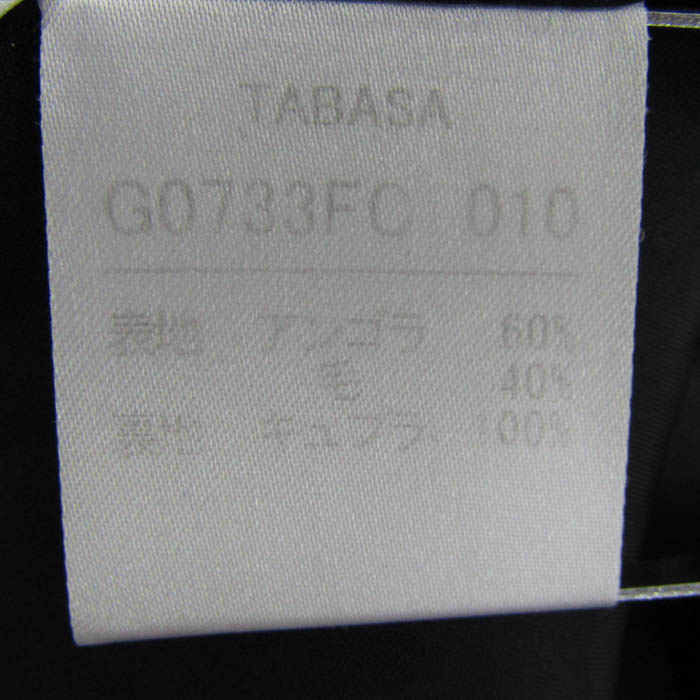 TABASA
G0733FC 010
表地 アンゴラ 60%
毛 40%
裏地 キュプラ 100%